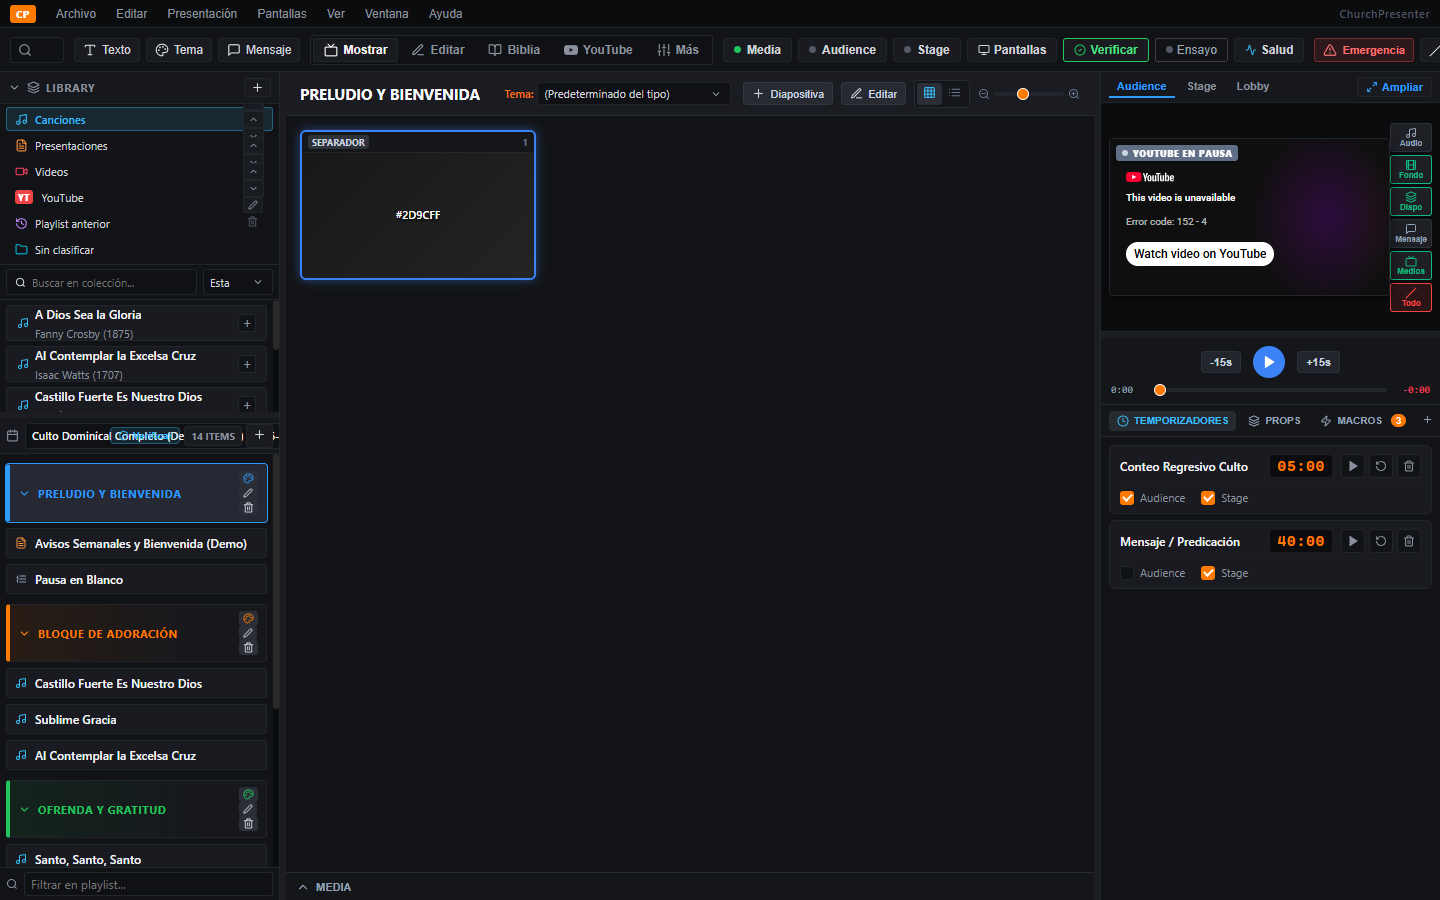 CP Archivo Editar Presentación Pantallas Ver Ventana Ayuda ChurchPresenter
Texto Tema Mensaje Mostrar Editar Biblia YouTube Más Media Audience Stage Pantallas Verificar Ensayo Salud Emergencia
LIBRARY
Canciones
Presentaciones
Videos
YT YouTube
Playlist anterior
Sin clasificar
Buscar en colección... Esta
A Dios Sea la Gloria
Fanny Crosby (1875)
Al Contemplar la Excelsa Cruz
Isaac Watts (1707)
Castillo Fuerte Es Nuestro Dios
Culto Dominical Completo (De 14 ITEMS
PRELUDIO Y BIENVENIDA
Avisos Semanales y Bienvenida (Demo)
Pausa en Blanco
BLOQUE DE ADORACIÓN
Castillo Fuerte Es Nuestro Dios
Sublime Gracia
Al Contemplar la Excelsa Cruz
OFRENDA Y GRATITUD
Santo, Santo, Santo
Filtrar en playlist...
PRELUDIO Y BIENVENIDA Tema: (Predeterminado del tipo) Diapositiva Editar
SEPARADOR 1
#2D9CFF
MEDIA
Audience Stage Lobby Ampliar
YOUTUBE EN PAUSA
YouTube
This video is unavailable
Error code: 152 - 4
Watch video on YouTube
Audio
Fondo
Diapo
Mensaje
Medios
Todo
-15s +15s
0:00 -0:00
TEMPORIZADORES PROPS MACROS 3
Conteo Regresivo Culto 05:00
Audience Stage
Mensaje / Predicación 40:00
Audience Stage